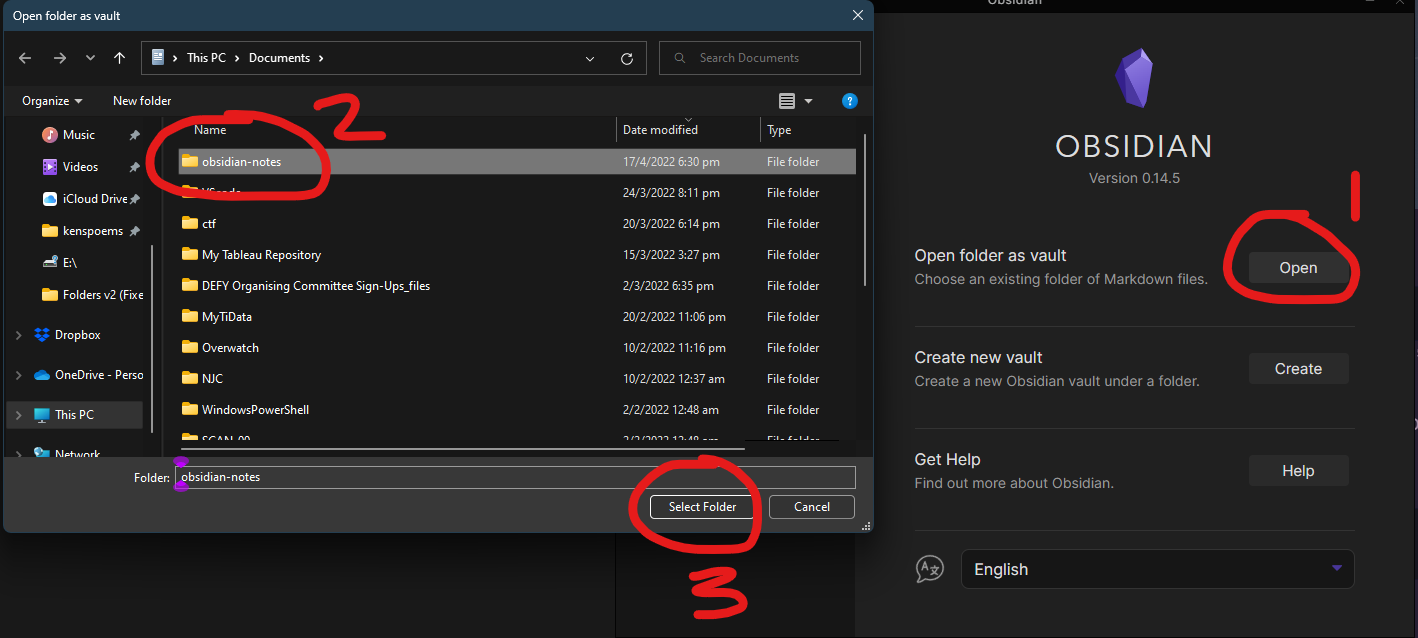 Open folder as vault
This PC > Documents >
Search Documents
Organize
New folder
?
2
Name
Date modified
Type
Music
Videos
iCloud Drive
kenspoems
E:\
Folders v2 (Fixe
Dropbox
OneDrive - Perso
This PC
Network
obsidian-notes 17/4/2022 6:30 pm File folder
24/3/2022 8:11 pm File folder
ctf 20/3/2022 6:14 pm File folder
My Tableau Repository 15/3/2022 3:27 pm File folder
DEFY Organising Committee Sign-Ups_files 2/3/2022 6:35 pm File folder
MyTiData 20/2/2022 11:06 pm File folder
Overwatch 10/2/2022 11:16 pm File folder
NJC 10/2/2022 12:37 am File folder
WindowsPowerShell 2/2/2022 12:48 am File folder
File folder
Folder: obsidian-notes
Select Folder
Cancel
3
Obsidian
OBSIDIAN
Version 0.14.5
1
Open folder as vault
Choose an existing folder of Markdown files.
Open
Create new vault
Create a new Obsidian vault under a folder.
Create
Get Help
Find out more about Obsidian.
Help
English